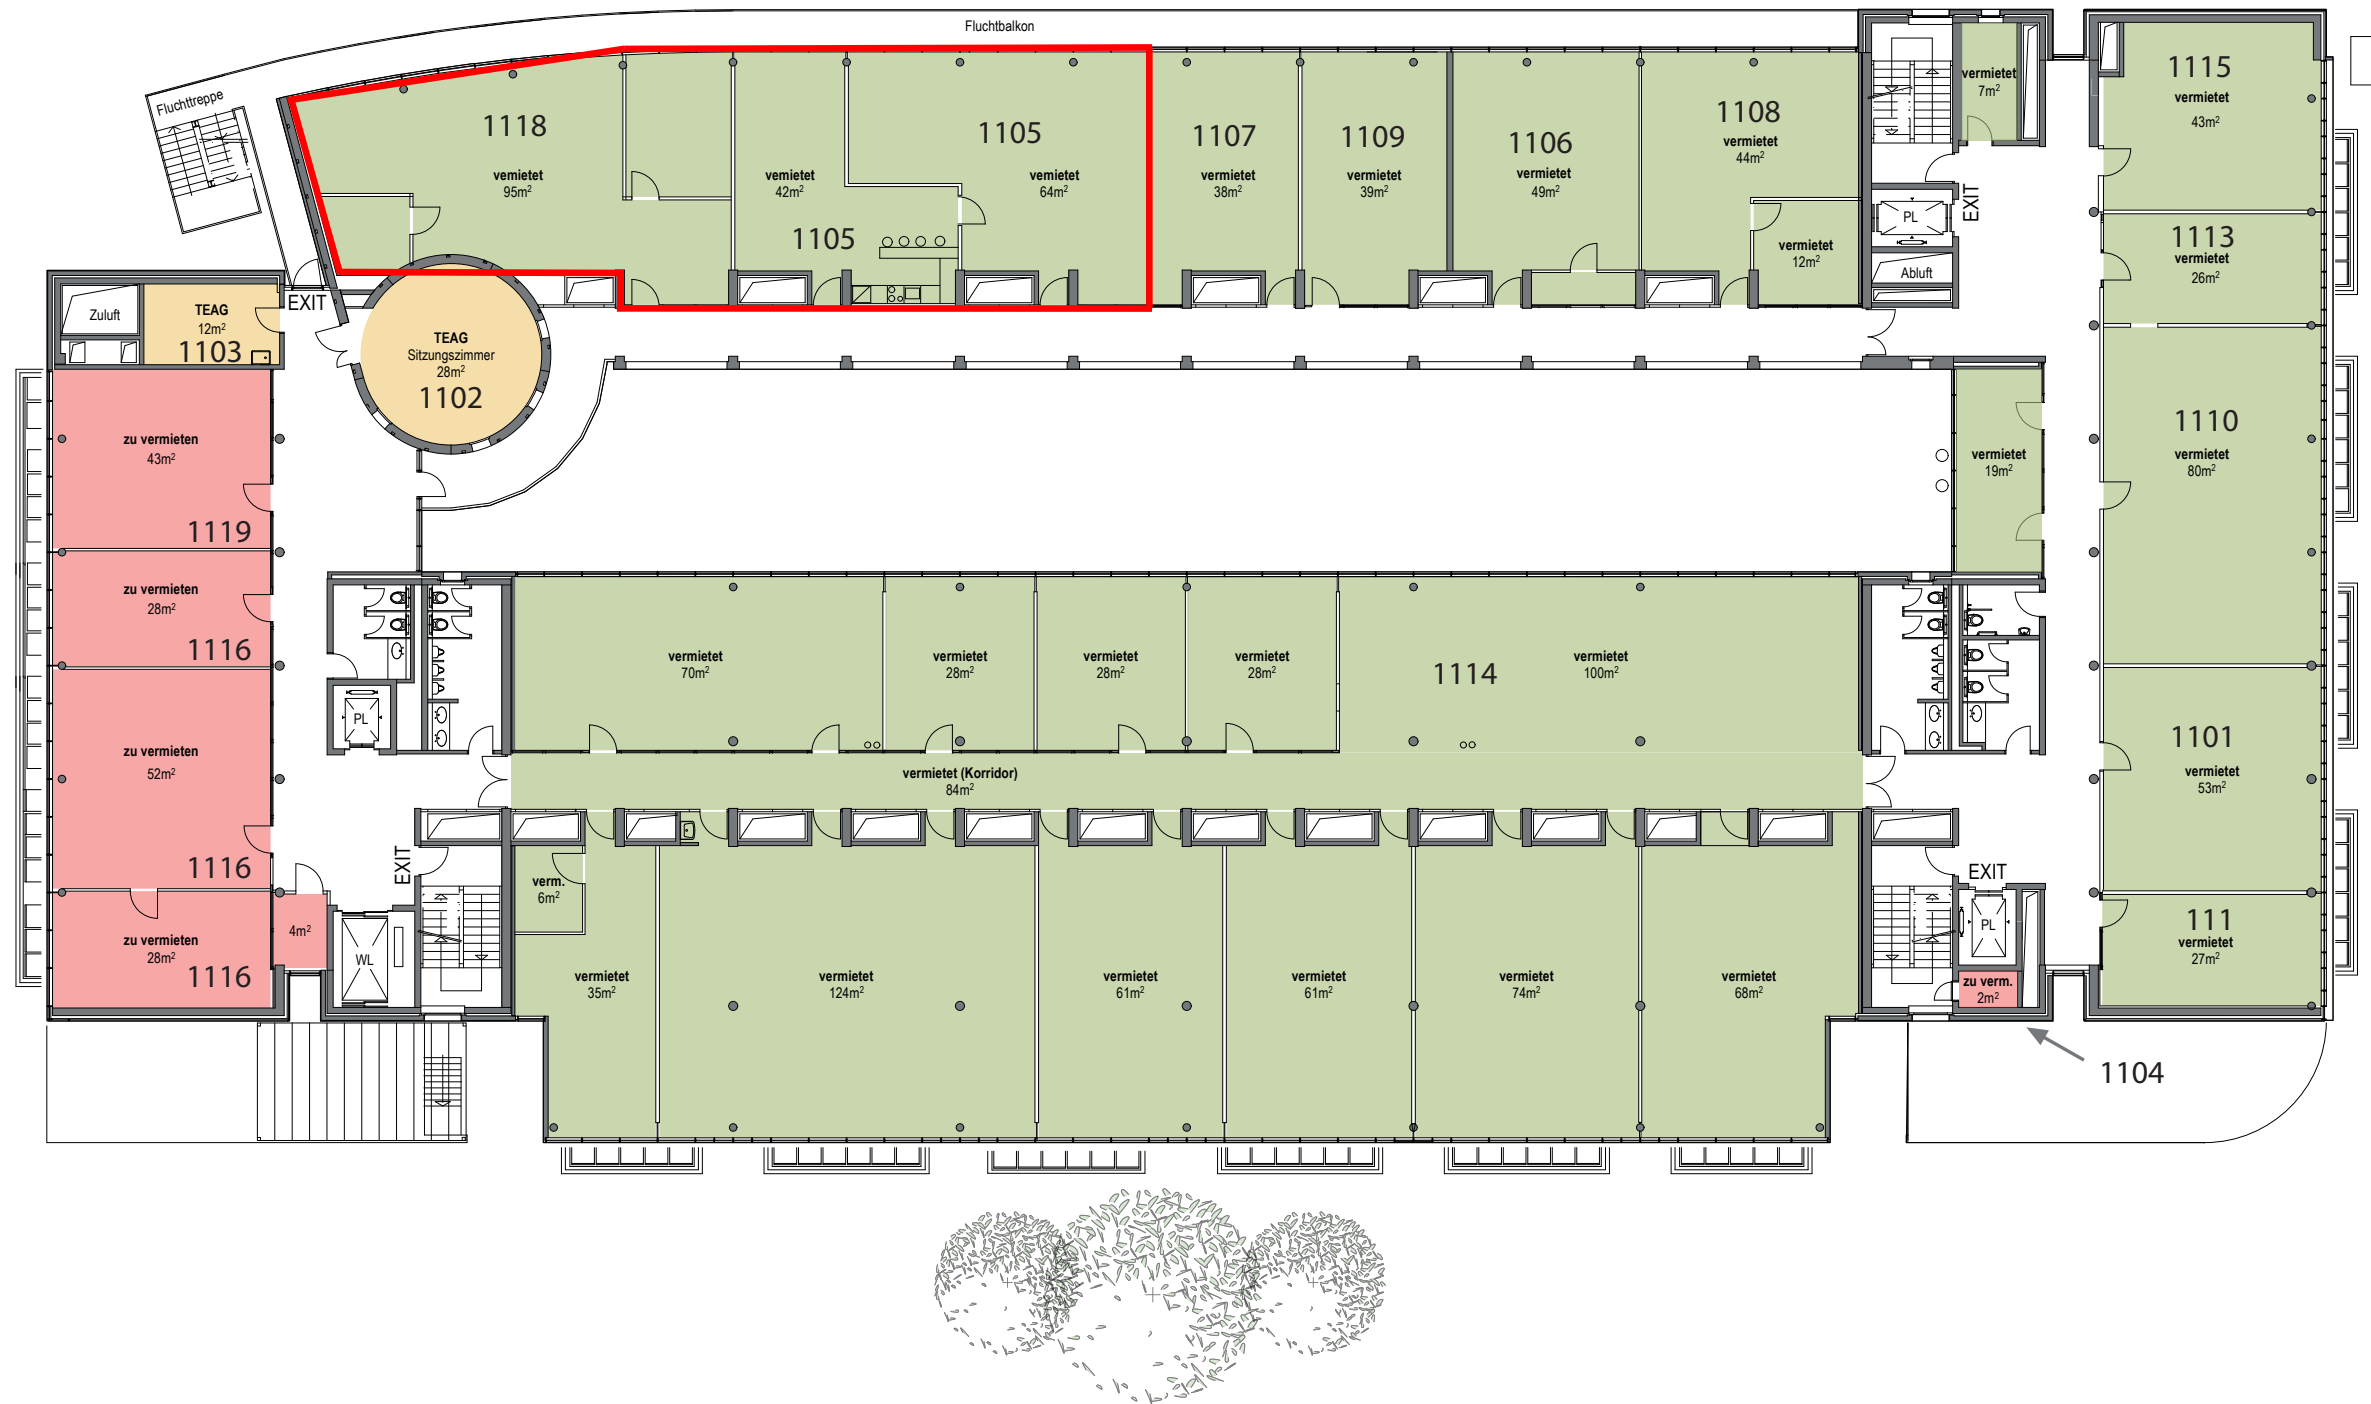 Fluchtbalkon
Fluchttreppe
1118
vemietet
95m²
vemietet
42m²
1105
1105
vemietet
64m²
1107
vermietet
38m²
1109
vermietet
39m²
1106
vermietet
49m²
1108
vermietet
44m²
vermietet
12m²
vermietet
7m²
EXIT
PL
Abluft
1115
vermietet
43m²
1113
vermietet
26m²
1110
vermietet
80m²
vermietet
19m²
1101
vermietet
53m²
111
vermietet
27m²
Zuluft
TEAG
12m²
1103
EXIT
TEAG
Sitzungszimmer
28m²
1102
zu vermieten
43m²
1119
zu vermieten
28m²
1116
zu vermieten
52m²
1116
zu vermieten
28m²
1116
4m²
PL
WL
EXIT
vermietet
70m²
vermietet
28m²
vermietet
28m²
vermietet
28m²
1114
vermietet
100m²
vermietet (Korridor)
84m²
verm.
6m²
vermietet
35m²
vermietet
124m²
vermietet
61m²
vermietet
61m²
vermietet
74m²
vermietet
68m²
EXIT
PL
zu verm.
2m²
1104